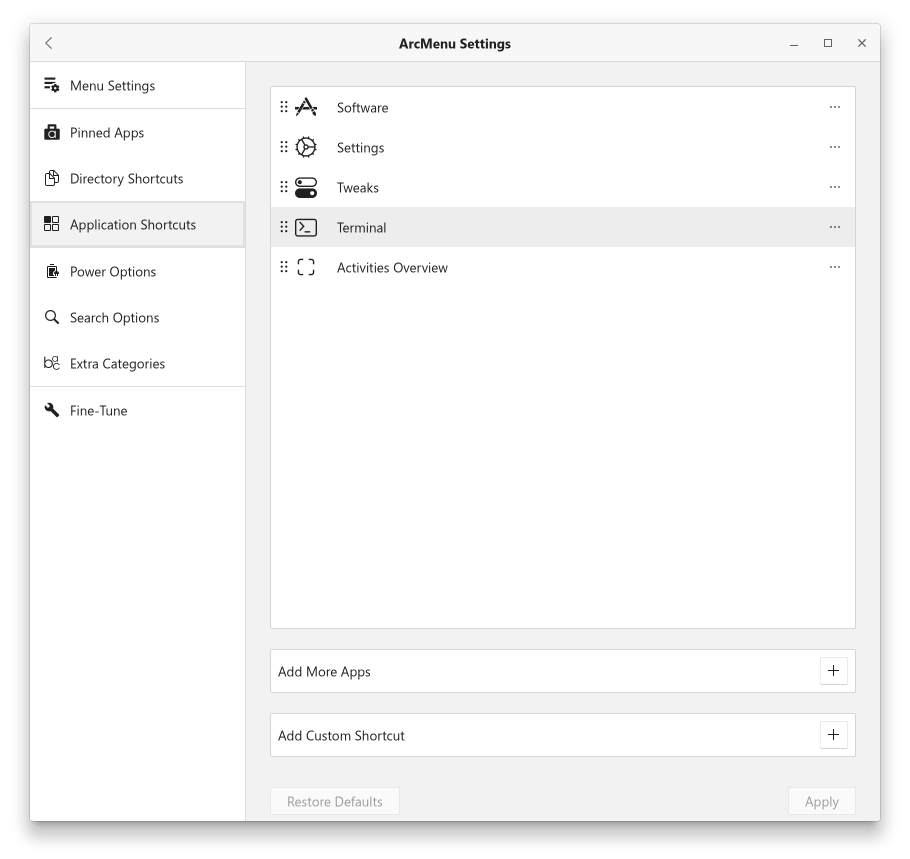 ArcMenu Settings
Menu Settings
Pinned Apps
Directory Shortcuts
Application Shortcuts
Power Options
Search Options
Extra Categories
Fine-Tune
Software
Settings
Tweaks
Terminal
Activities Overview
Add More Apps
Add Custom Shortcut
Restore Defaults
Apply